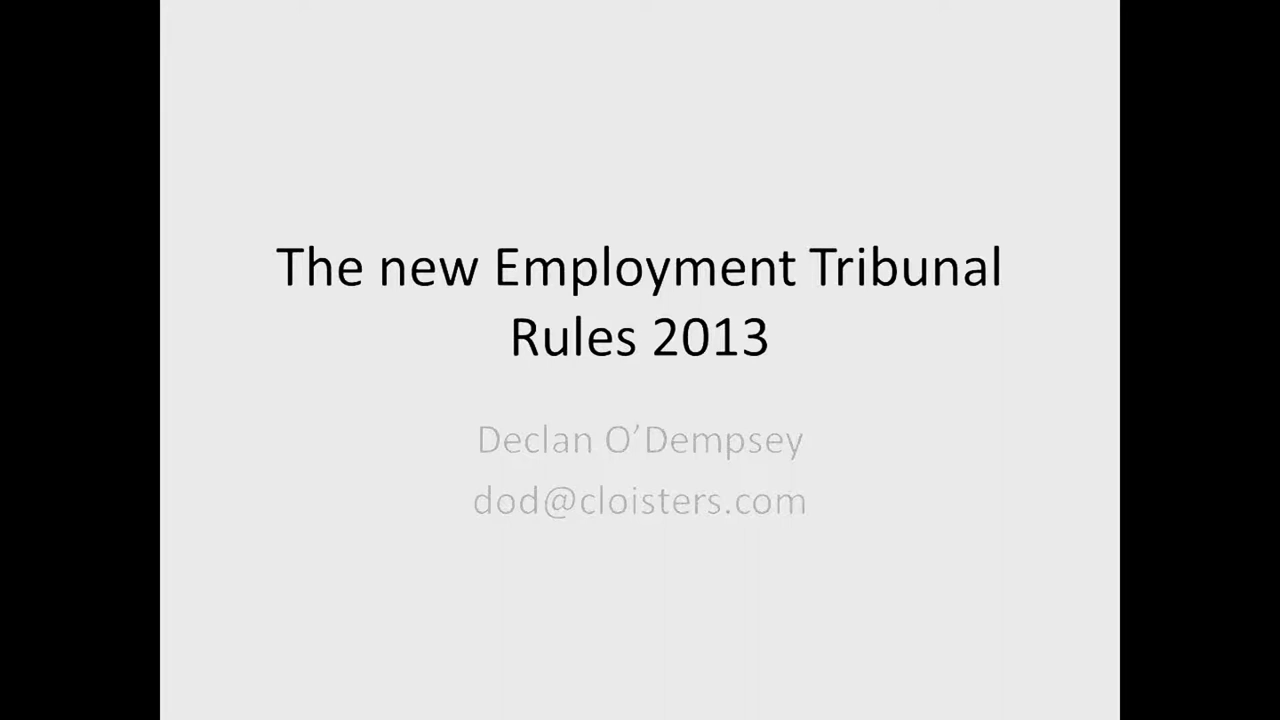 The new Employment Tribunal
Rules 2013
Declan O’Dempsey
dod@cloisters.com